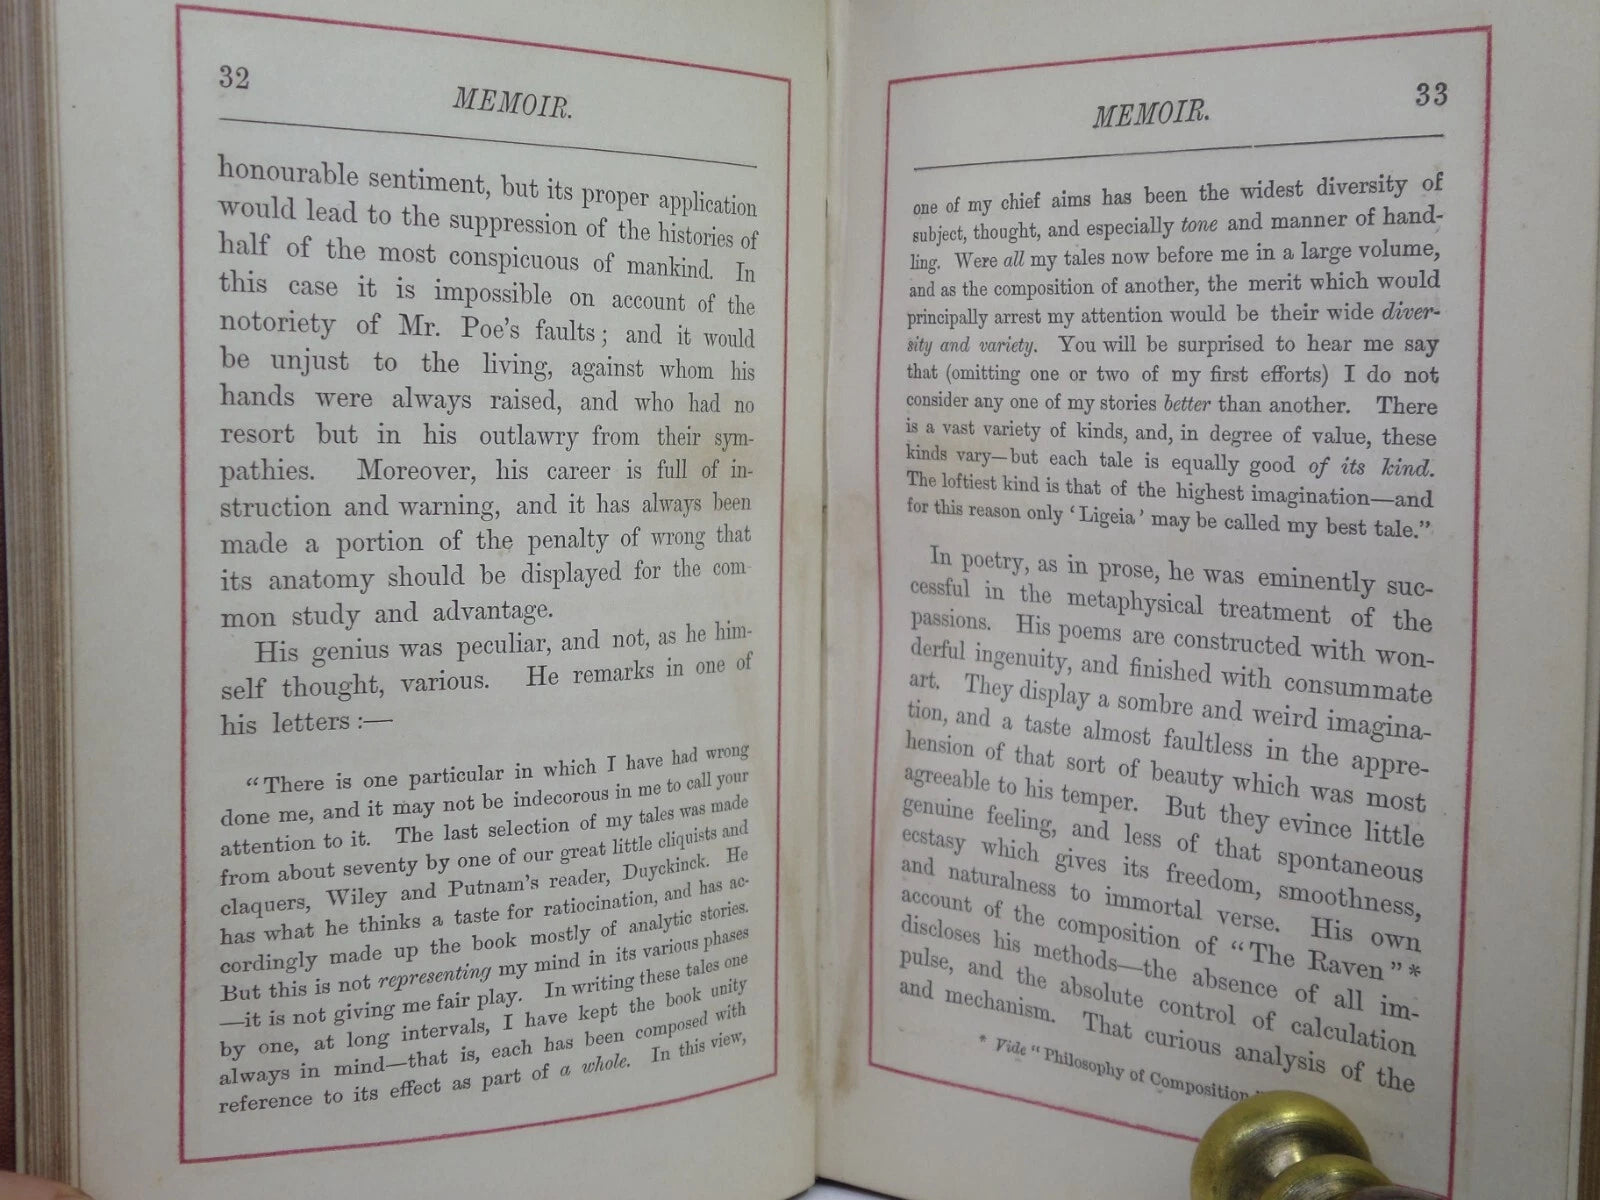 32
MEMOIR.
honourable sentiment, but its proper application
would lead to the suppression of the histories of
half of the most conspicuous of mankind. In
this case it is impossible on account of the
notoriety of Mr. Poe's faults; and it would
be unjust to the living, against whom his
hands were always raised, and who had no
resort but in his outlawry from their sym-
pathies. Moreover, his career is full of in-
struction and warning, and it has always been
made a portion of the penalty of wrong that
its anatomy should be displayed for the com-
mon study and advantage.
His genius was peculiar, and not, as he him-
self thought, various. He remarks in one of
his letters:—
“There is one particular in which I have had wrong
done me, and it may not be indecorous in me to call your
attention to it. The last selection of my tales was made
from about seventy by one of our great little cliquists and
claquers, Wiley and Putnam's reader, Duyckinck. He
has what he thinks a taste for ratiocination, and has ac-
cordingly made up the book mostly of analytic stories.
But this is not representing my mind in its various phases
—it is not giving me fair play. In writing these tales one
by one, at long intervals, I have kept the book unity
always in mind—that is, each has been composed with
reference to its effect as part of a whole. In this view,
MEMOIR.
33
one of my chief aims has been the widest diversity of
subject, thought, and especially tone and manner of hand-
ling. Were all my tales now before me in a large volume,
and as the composition of another, the merit which would
principally arrest my attention would be their wide diver-
sity and variety. You will be surprised to hear me say
that (omitting one or two of my first efforts) I do not
consider any one of my stories better than another. There
is a vast variety of kinds, and, in degree of value, these
kinds vary—but each tale is equally good of its kind.
The loftiest kind is that of the highest imagination—and
for this reason only ‘Ligeia’ may be called my best tale.”
In poetry, as in prose, he was eminently suc-
cessful in the metaphysical treatment of the
passions. His poems are constructed with won-
derful ingenuity, and finished with consummate
art. They display a sombre and weird imagina-
tion, and a taste almost faultless in the appre-
hension of that sort of beauty which was most
agreeable to his temper. But they evince little
genuine feeling, and less of that spontaneous
ecstasy which gives its freedom, smoothness,
and naturalness to immortal verse. His own
account of the composition of “The Raven”*
discloses his methods—the absence of all im-
pulse, and the absolute control of calculation
and mechanism. That curious analysis of the
* Vide “Philosophy of Composition